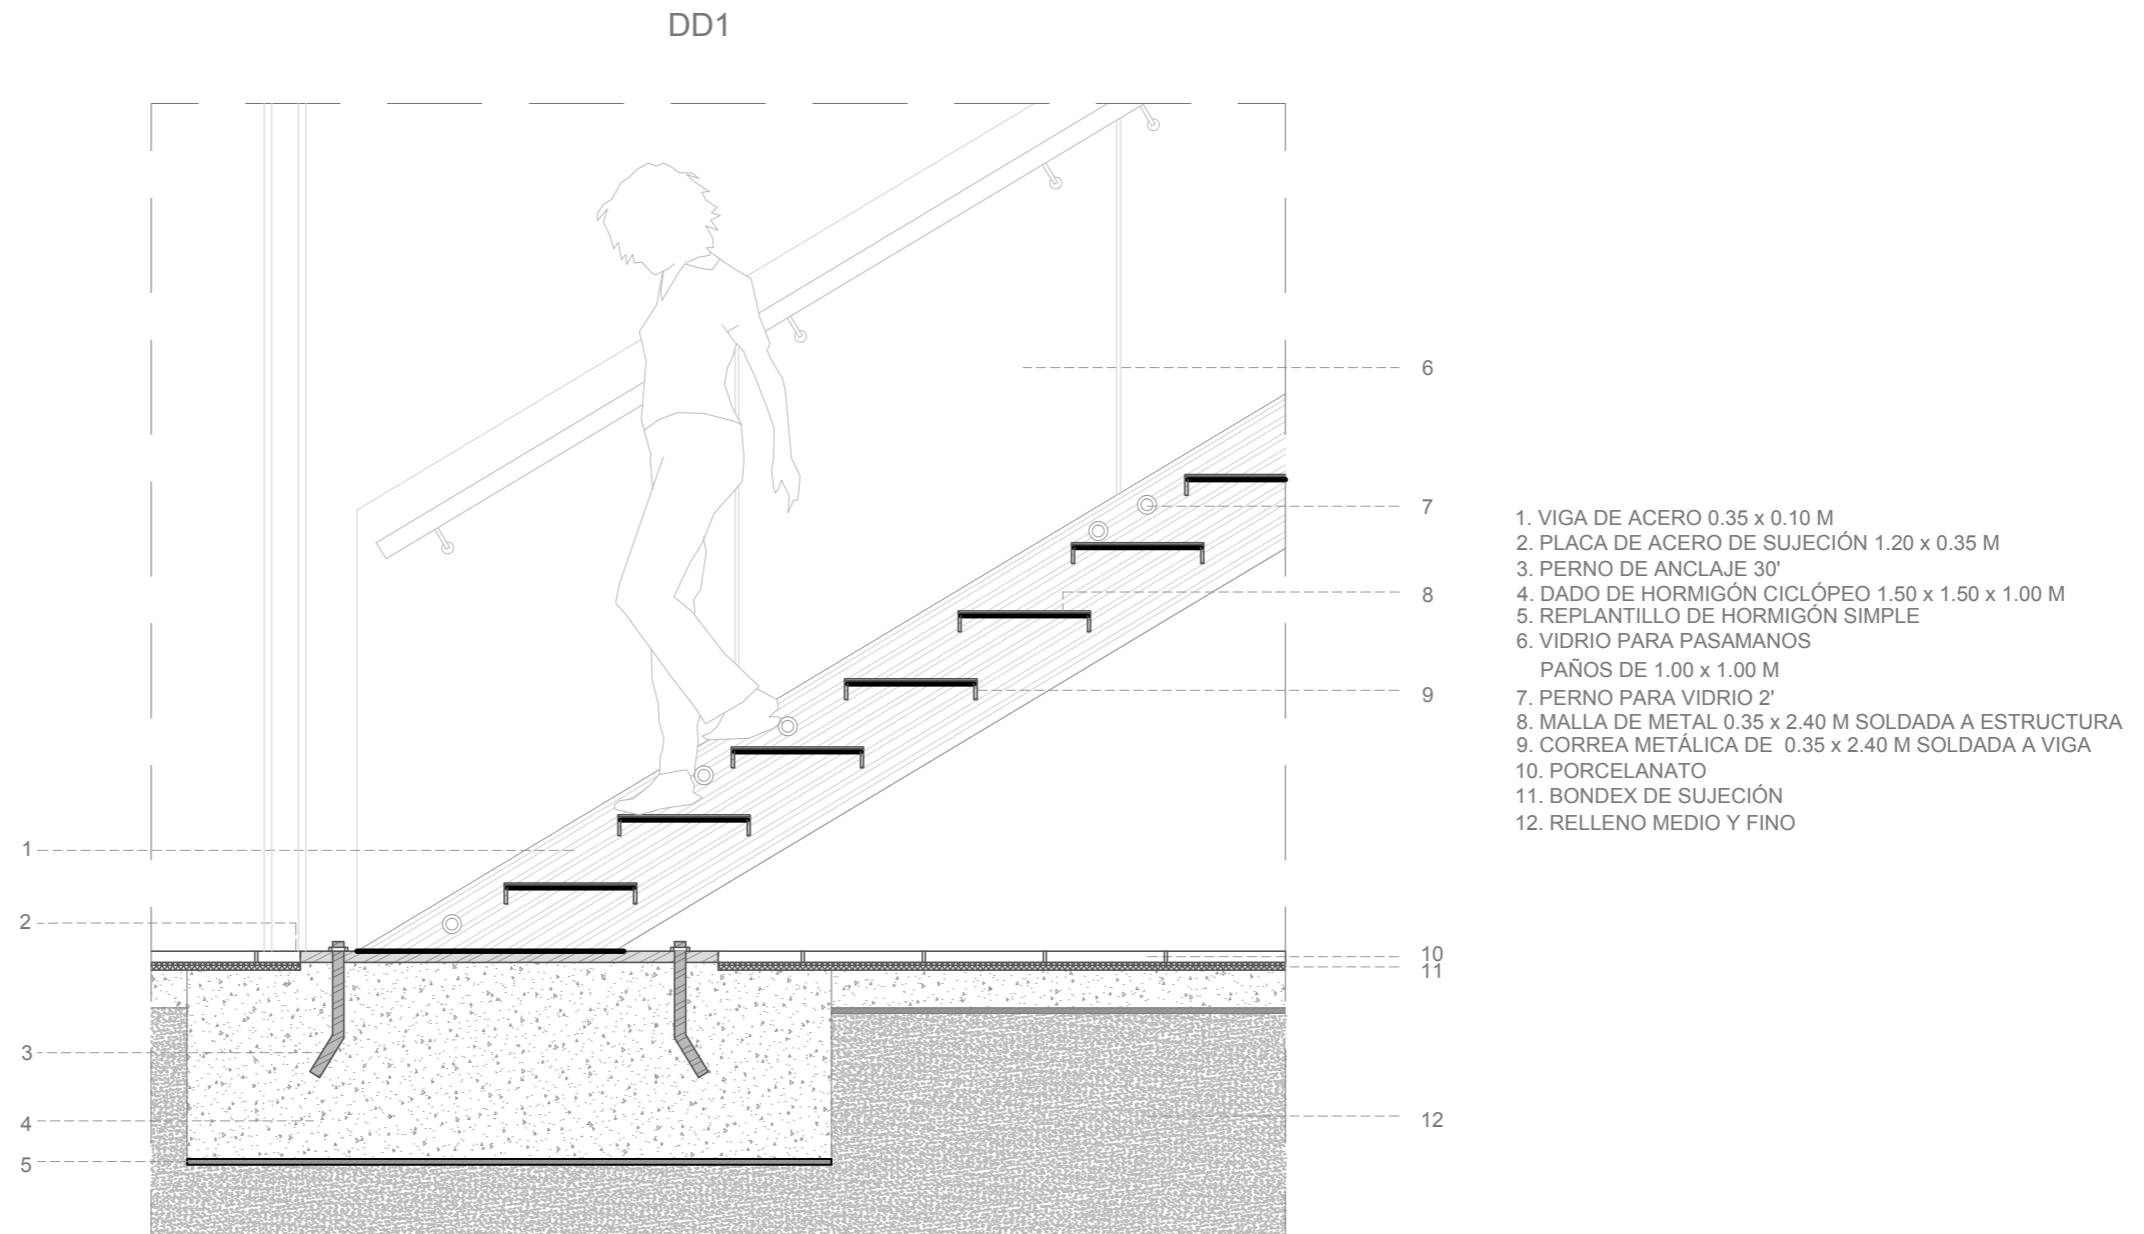 DD1
6
7
8
9
1
2
10
11
3
4
12
5
1. VIGA DE ACERO 0.35 x 0.10 M
2. PLACA DE ACERO DE SUJECIÓN 1.20 x 0.35 M
3. PERNO DE ANCLAJE 30'
4. DADO DE HORMIGÓN CICLÓPEO 1.50 x 1.50 x 1.00 M
5. REPLANTILLO DE HORMIGÓN SIMPLE
6. VIDRIO PARA PASAMANOS
PAÑOS DE 1.00 x 1.00 M
7. PERNO PARA VIDRIO 2'
8. MALLA DE METAL 0.35 x 2.40 M SOLDADA A ESTRUCTURA
9. CORREA METÁLICA DE 0.35 x 2.40 M SOLDADA A VIGA
10. PORCELANATO
11. BONDEX DE SUJECIÓN
12. RELLENO MEDIO Y FINO